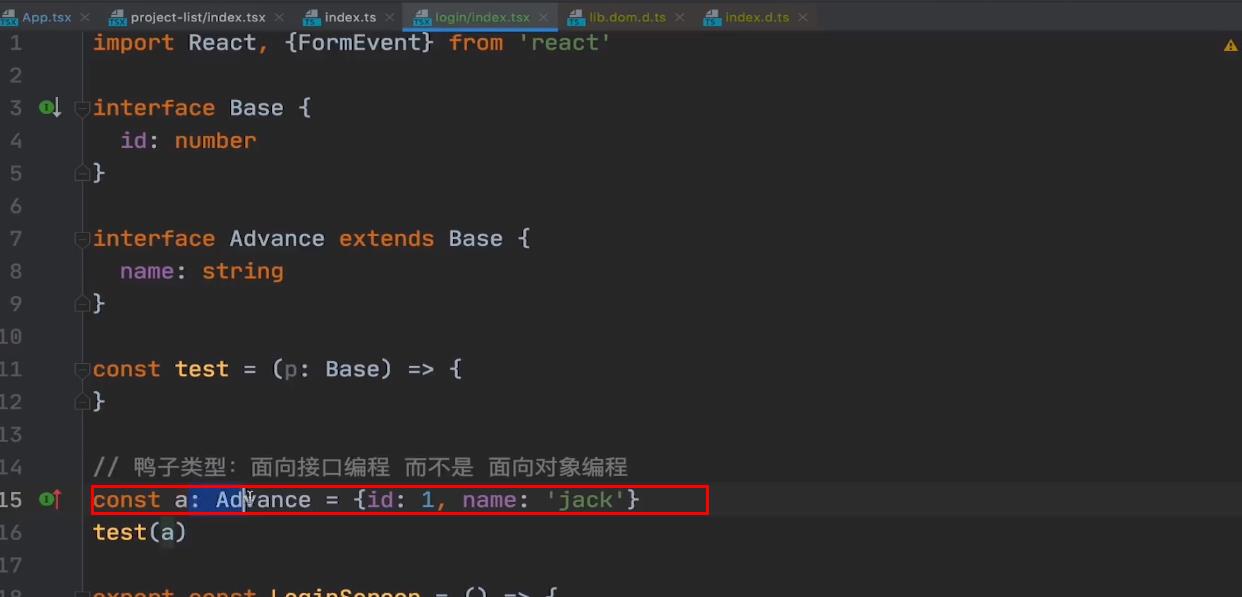 App.tsx project-list/index.tsx index.ts login/index.tsx lib.dom.d.ts index.d.ts
1 import React, {FormEvent} from 'react'
2
3 interface Base {
4 id: number
5 }
6
7 interface Advance extends Base {
8 name: string
9 }
10
11 const test = (p: Base) => {
12 }
13
14 // 鸭子类型: 面向接口编程 而不是 面向对象编程
15 const a: Advance = {id: 1, name: 'jack'}
16 test(a)
17
18 export const LoginScreen = () => {